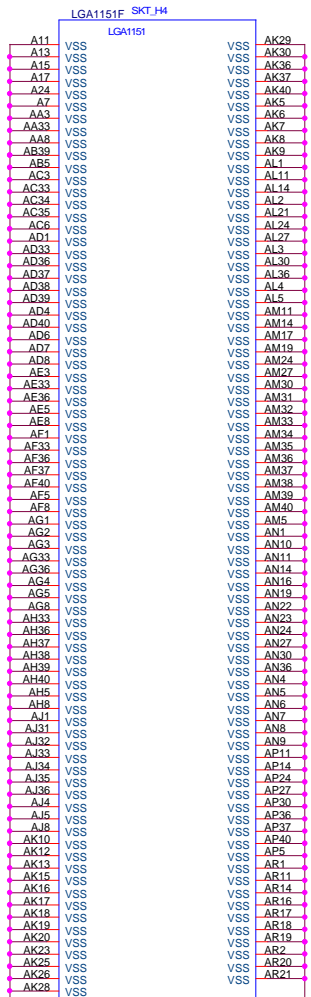 LGA1151F SKT_H4
LGA1151
A11 VSS VSS AK29
A13 VSS VSS AK30
A15 VSS VSS AK36
A17 VSS VSS AK37
A24 VSS VSS AK40
A7 VSS VSS AK5
AA3 VSS VSS AK6
AA33 VSS VSS AK7
AA8 VSS VSS AK8
AB39 VSS VSS AK9
AB5 VSS VSS AL1
AC3 VSS VSS AL11
AC33 VSS VSS AL14
AC34 VSS VSS AL2
AC35 VSS VSS AL21
AC6 VSS VSS AL24
AD1 VSS VSS AL27
AD33 VSS VSS AL3
AD36 VSS VSS AL30
AD37 VSS VSS AL36
AD38 VSS VSS AL4
AD39 VSS VSS AL5
AD4 VSS VSS AM11
AD40 VSS VSS AM14
AD6 VSS VSS AM17
AD7 VSS VSS AM19
AD8 VSS VSS AM24
AE3 VSS VSS AM27
AE33 VSS VSS AM30
AE36 VSS VSS AM31
AE5 VSS VSS AM32
AE8 VSS VSS AM33
AF1 VSS VSS AM34
AF33 VSS VSS AM35
AF36 VSS VSS AM36
AF37 VSS VSS AM37
AF40 VSS VSS AM38
AF5 VSS VSS AM39
AF8 VSS VSS AM40
AG1 VSS VSS AM5
AG2 VSS VSS AN1
AG3 VSS VSS AN10
AG33 VSS VSS AN11
AG36 VSS VSS AN14
AG4 VSS VSS AN16
AG5 VSS VSS AN19
AG8 VSS VSS AN22
AH33 VSS VSS AN23
AH36 VSS VSS AN24
AH37 VSS VSS AN27
AH38 VSS VSS AN30
AH39 VSS VSS AN36
AH40 VSS VSS AN4
AH5 VSS VSS AN5
AH8 VSS VSS AN6
AJ1 VSS VSS AN7
AJ31 VSS VSS AN8
AJ32 VSS VSS AN9
AJ33 VSS VSS AP11
AJ34 VSS VSS AP14
AJ35 VSS VSS AP24
AJ36 VSS VSS AP27
AJ4 VSS VSS AP30
AJ5 VSS VSS AP36
AJ8 VSS VSS AP37
AK10 VSS VSS AP40
AK12 VSS VSS AP5
AK13 VSS VSS AR1
AK15 VSS VSS AR11
AK16 VSS VSS AR14
AK17 VSS VSS AR16
AK18 VSS VSS AR17
AK19 VSS VSS AR18
AK20 VSS VSS AR19
AK23 VSS VSS AR2
AK25 VSS VSS AR20
AK26 VSS VSS AR21
AK28 VSS